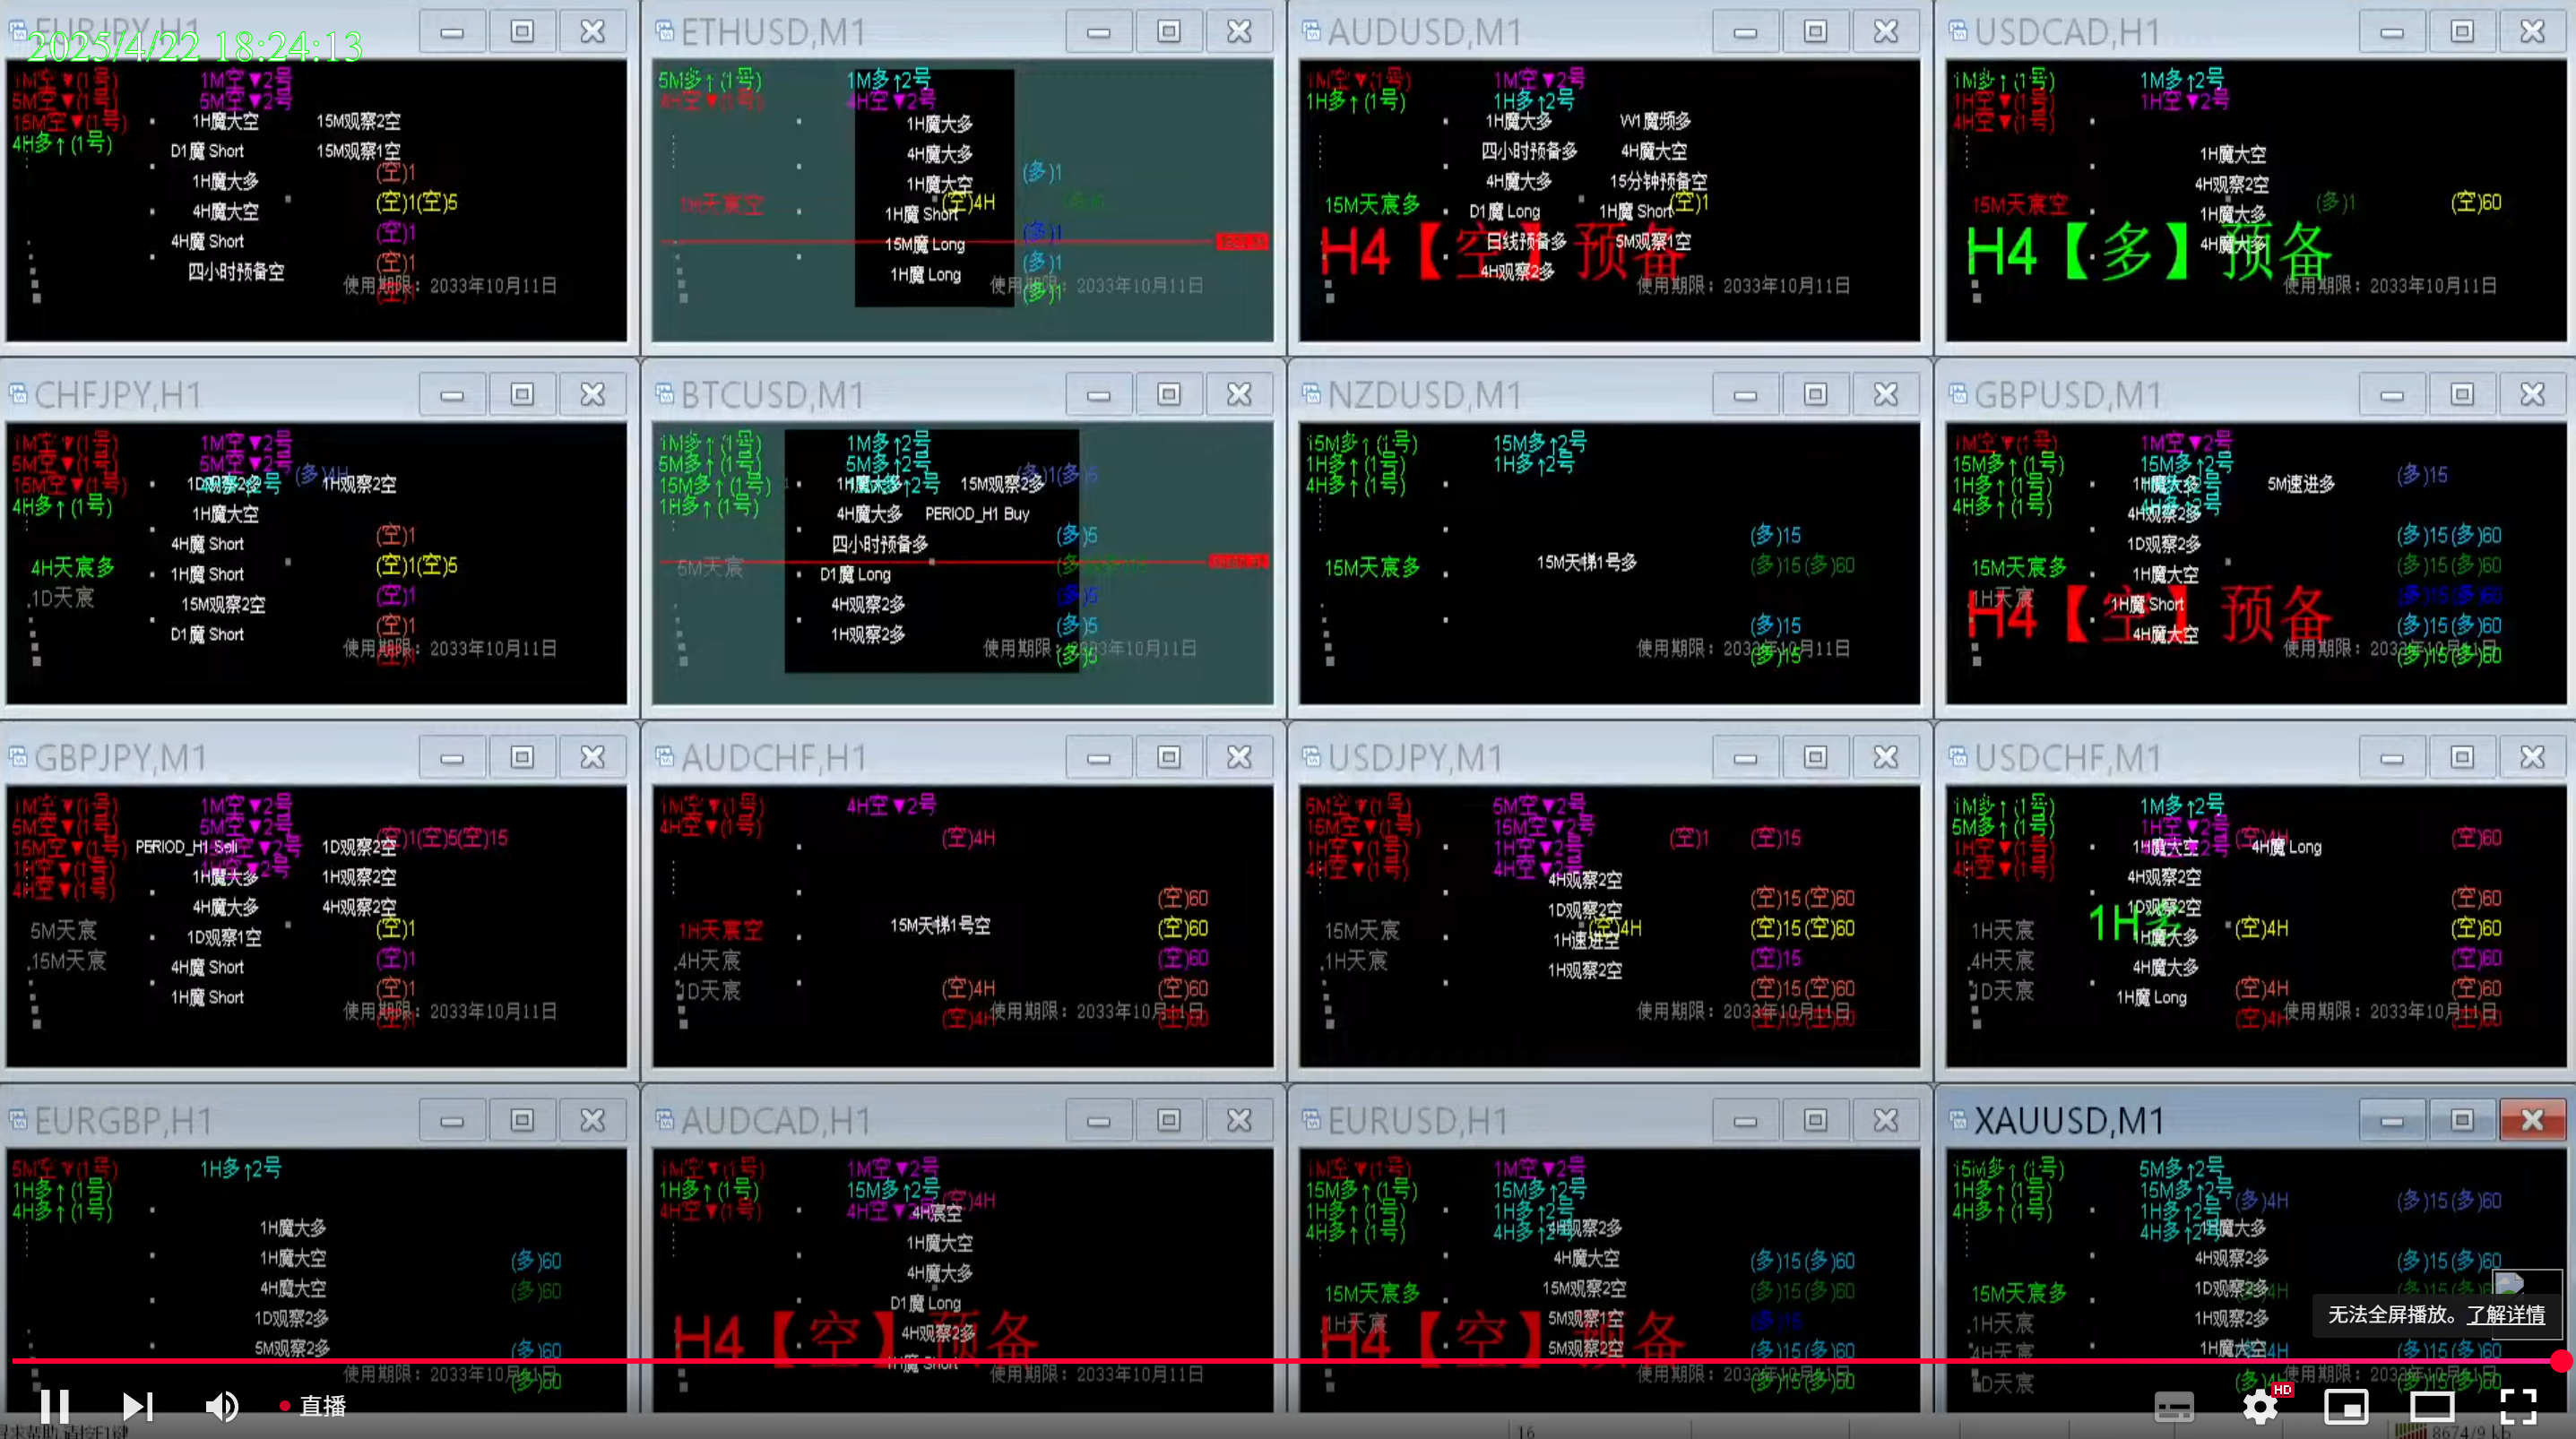 EURJPY,H1
2025/4/22 18:24:13
1M空▼(1号) 1M空▼2号
5M空▼(1号) 5M空▼2号
15M空▼(1号) 1H魔大空 15M观察2空
4H多↑(1号)
D1魔 Short 15M观察1空
(空)1
1H魔大多
4H魔大空 (空)1(空)5
(空)1
4H魔 Short
(空)1
四小时预备空
使用期限：2033年10月11日
ETHUSD,M1
5M多↑(1号) 1M多↑2号
4H空▼(1号) 4H空▼2号
1H魔大多
4H魔大多
(多)1
1H魔大空
1H天宸空 (空)4H
1H魔 Short
(多)1
15M魔 Long
(多)1
1H魔 Long
使用期限：2033年10月11日
(多)1
AUDUSD,M1
1M空▼(1号) 1M空▼2号
1H多↑(1号) 1H多↑2号
1H魔大多 W1魔频多
四小时预备多 4H魔大空
4H魔大多 15分钟预备空
15M天宸多 (空)1
D1魔 Long 1H魔 Short
日线预备多 5M观察1空
H4【空】预备
4H观察2多
使用期限：2033年10月11日
USDCAD,H1
1M多↑(1号) 1M多↑2号
1H空▼(1号) 1H空▼2号
4H空▼(1号)
1H魔大空
4H观察2空
15M天宸空 (多)1 (空)60
1H魔大多
4H魔大多
H4【多】预备
使用期限：2033年10月11日
CHFJPY,H1
1M空▼(1号) 1M空▼2号
5M空▼(1号) 5M空▼2号
(多)4H
15M空▼(1号) 1D观察2多 1H观察2空
4H多↑(1号) 1H魔大空
(空)1
4H魔 Short
4H天宸多 (空)1(空)5
1H魔 Short
1D天宸 (空)1
15M观察2空
(空)1
D1魔 Short
使用期限：2033年10月11日
BTCUSD,M1
1M多↑(1号) 1M多↑2号
5M多↑(1号) 5M多↑2号
(多)1(多)5
15M多↑(1号) 1H魔大多 15M观察2多
1H多↑(1号) 4H魔大多 PERIOD_H1 Buy
(多)5
四小时预备多
5M天宸
D1魔 Long
4H观察2多 (多)5
(多)5
1H观察2多
使用期限：2033年10月11日
(多)5
NZDUSD,M1
15M多↑(1号) 15M多↑2号
1H多↑(1号) 1H多↑2号
4H多↑(1号)
(多)15
15M天宸多 15M天梯1号多 (多)15(多)60
(多)15
使用期限：2033年10月11日
(多)15
GBPUSD,M1
1M空▼(1号) 1M空▼2号
15M多↑(1号) 15M多↑2号
(多)15
1H多↑(1号) 1H魔大多 5M速进多
4H多↑(1号) 4H观察2多
(多)15(多)60
1D观察2多
15M天宸多 (多)15(多)60
1H魔大空
1H天宸 (多)15(多)60
1H魔 Short
H4【空】预备
(多)15(多)60
4H魔大空
使用期限：2033年10月11日
(多)15(多)60
GBPJPY,M1
1M空▼(1号) 1M空▼2号
5M空▼(1号) 5M空▼2号
(空)1(空)5(空)15
15M空▼(1号) PERIOD_H1 Sell 1D观察2空
1H空▼(1号)
1H魔大多 1H观察2空
4H空▼(1号)
4H魔大多 4H观察2空
5M天宸 (空)1
1D观察1空
15M天宸 (空)1
4H魔 Short
(空)1
1H魔 Short
使用期限：2033年10月11日
AUDCHF,H1
1M空▼(1号) 4H空▼2号
4H空▼(1号)
(空)4H
(空)60
1H天宸空 15M天梯1号空 (空)60
4H天宸 (空)60
1D天宸 (空)4H (空)60
使用期限：2033年10月11日
(空)4H (空)60
USDJPY,M1
5M空▼(1号) 5M空▼2号
15M空▼(1号) 15M空▼2号
(空)1 (空)15
1H空▼(1号) 1H空▼2号
4H空▼(1号) 4H空▼2号
4H观察2空
(空)15(空)60
1D观察2空
15M天宸 (空)4H (空)15(空)60
1H速进空
1H天宸 (空)15
1H观察2空
(空)15(空)60
使用期限：2033年10月11日
(空)15(空)60
USDCHF,M1
1M多↑(1号) 1M多↑2号
5M多↑(1号) 1H空▼2号
(空)4H (空)60
1H空▼(1号) 1H魔大空 4H魔 Long
4H空▼(1号)
4H观察2空
(空)60
1D观察2空
1H多
1H天宸 (空)4H (空)60
1H魔大多
4H天宸 4H魔大多 (空)60
1D天宸 (空)4H (空)60
1H魔 Long
使用期限：2033年10月11日
(空)4H (空)60
EURGBP,H1
5M空▼(1号) 1H多↑2号
1H多↑(1号)
4H多↑(1号)
1H魔大多
1H魔大空 (多)60
4H魔大空 (多)60
1D观察2多
5M观察2多 (多)60
使用期限：2033年10月11日
(多)60
AUDCAD,H1
1M空▼(1号) 1M空▼2号
1H多↑(1号) 15M多↑2号
(空)4H
4H空▼(1号) 4H空▼2号
4H宸空
1H魔大空
4H魔大多
D1魔 Long
4H观察2多
H4【空】预备
1H魔 Short
使用期限：2033年10月11日
EURUSD,H1
1M空▼(1号) 1M空▼2号
15M多↑(1号) 15M多↑2号
1H多↑(1号) 1H多↑2号
4H多↑(1号) 4H多↑2号
4H观察2多
4H魔大空 (多)15(多)60
15M观察2空 (多)15(多)60
15M天宸多
5M观察1空 (多)15
1H天宸
H4【空】预备
5M观察2空 (多)15(多)60
使用期限：2033年10月11日
(多)15(多)60
XAUUSD,M1
15M多↑(1号) 5M多↑2号
1H多↑(1号) 15M多↑2号
(多)4H (多)15(多)60
4H多↑(1号) 1H多↑2号
4H多↑2号
1H魔大多
4H观察2多 (多)15(多)60
1D观察2多
15M天宸多
无法全屏播放。了解详情
1H天宸 1H观察2多
4H天宸 1H魔大空 (多)15(多)60
使用期限：2033年10月11日
1D天宸 (多)15(多)60
直播
HD
寻求帮助,请按F1键
16
8674/9 kb